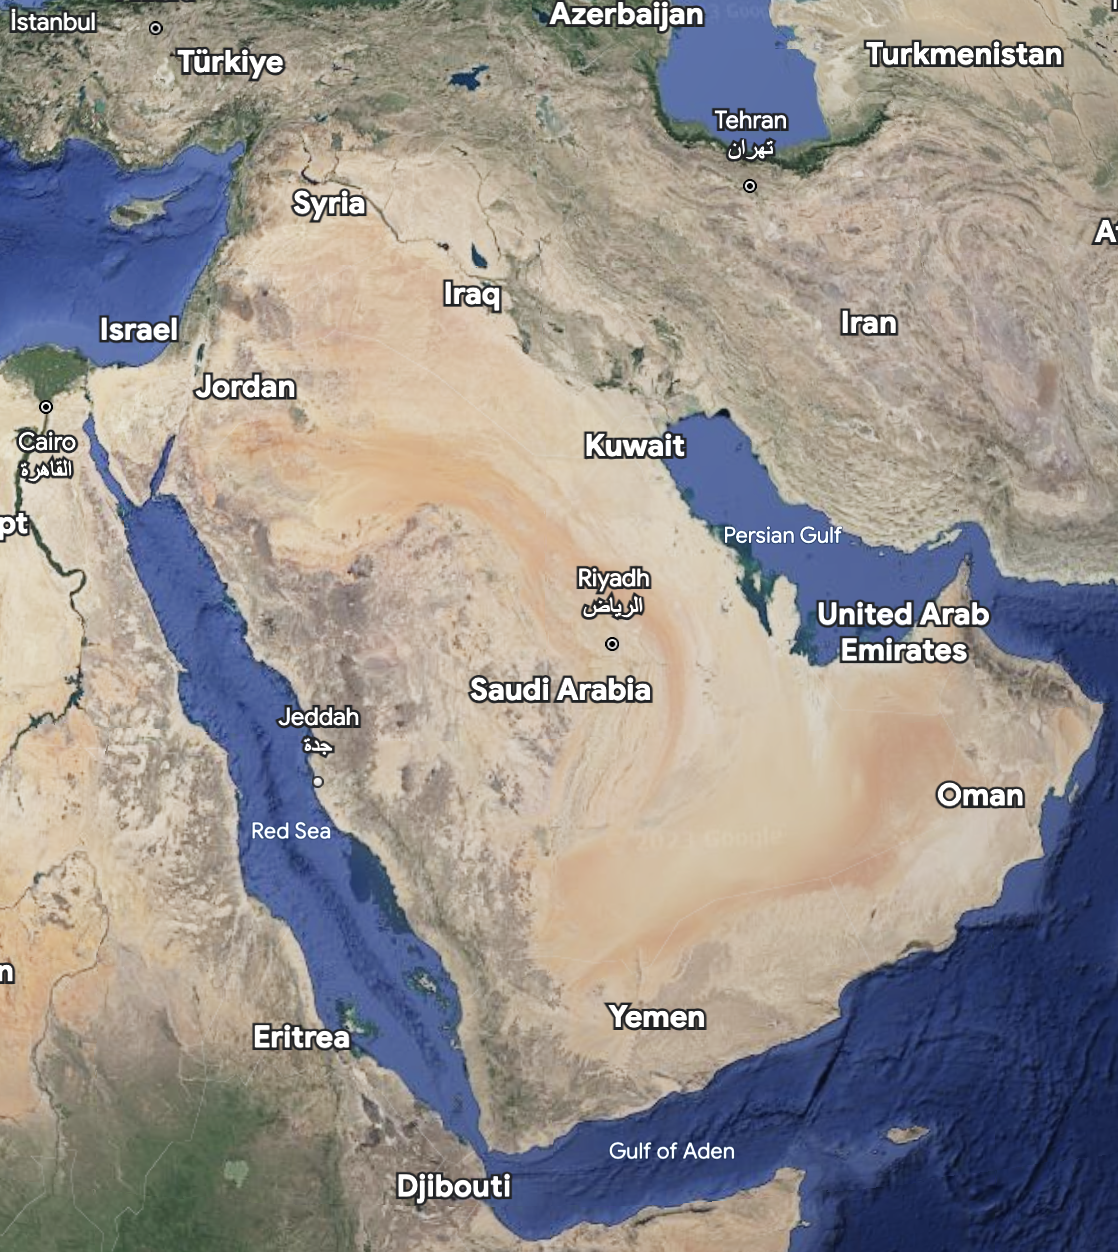 İstanbul
Azerbaijan
Türkiye
Turkmenistan
Tehran
تهران
Syria
Iraq
Iran
Israel
Jordan
Cairo
القاهرة
Kuwait
pt
Persian Gulf
Riyadh
الرياض
United Arab
Emirates
Saudi Arabia
Jeddah
جدة
Oman
Red Sea
n
Yemen
Eritrea
Gulf of Aden
Djibouti